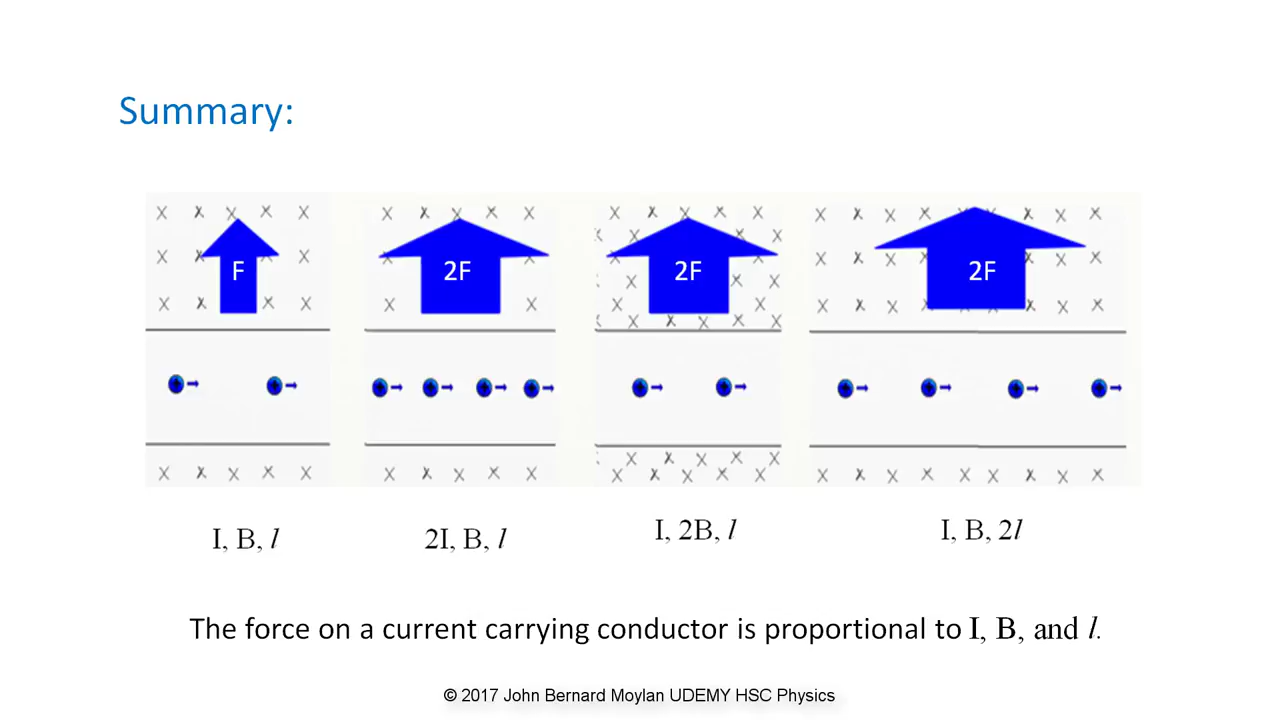 Summary:
F
2F
2F
2F
I, B, l
2I, B, l
I, 2B, l
I, B, 2l
The force on a current carrying conductor is proportional to I, B, and l.
© 2017 John Bernard Moylan UDEMY HSC Physics